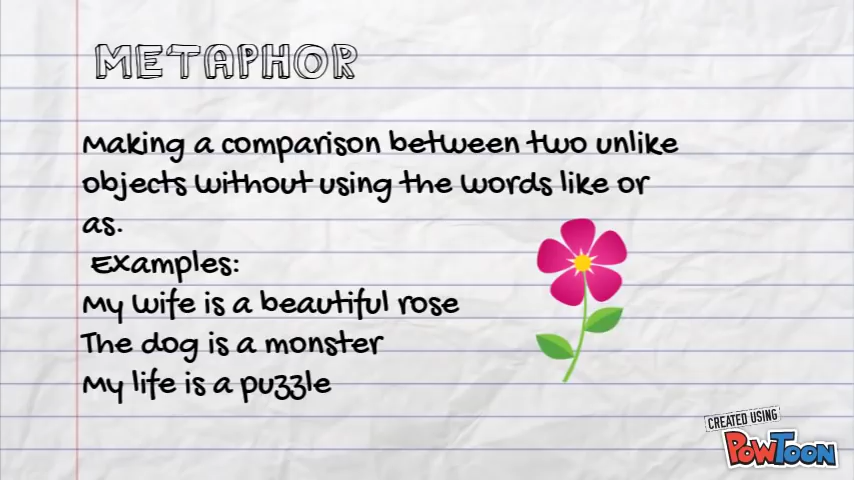 METAPHOR
Making a comparison between two unlike
objects without using the words like or
as.
Examples:
My wife is a beautiful rose
The dog is a monster
My life is a puzzle
CREATED USING
POWTOON